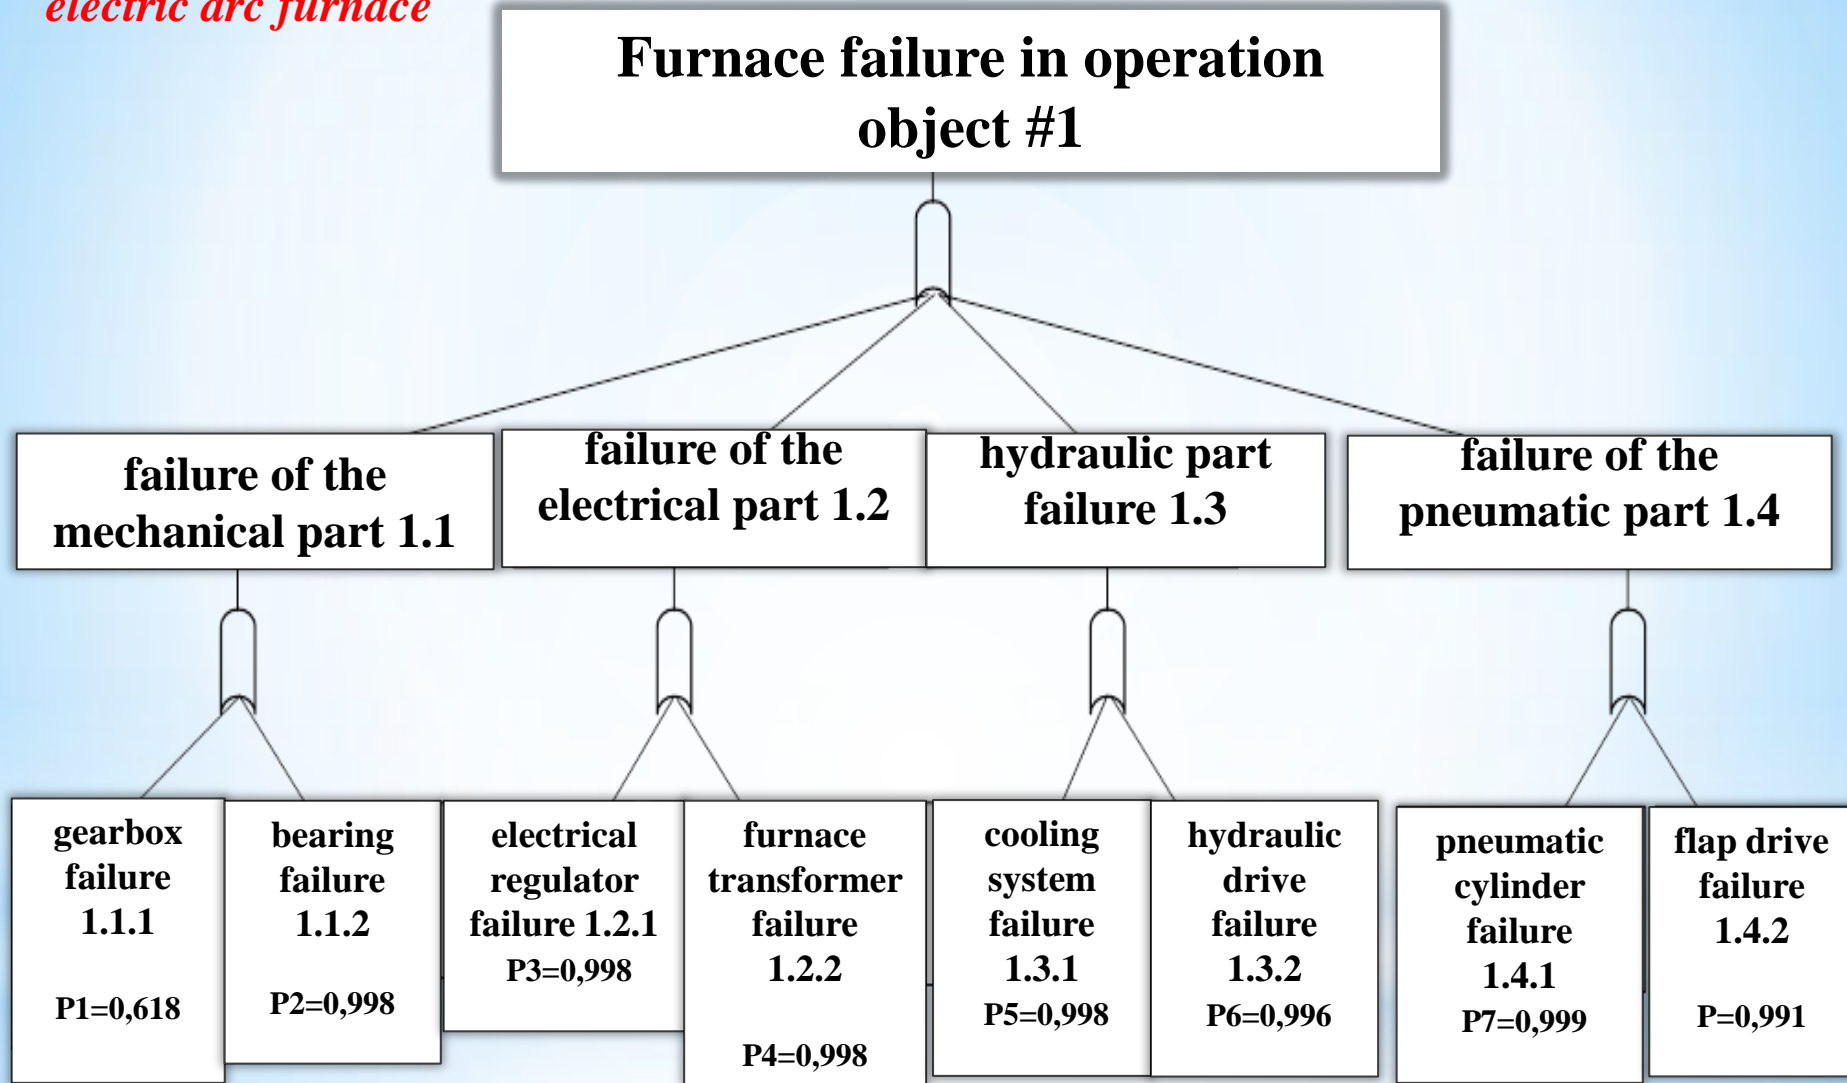 electric arc furnace
Furnace failure in operation
object #1
failure of the
mechanical part 1.1
failure of the
electrical part 1.2
hydraulic part
failure 1.3
failure of the
pneumatic part 1.4
gearbox
failure
1.1.1
P1=0,618
bearing
failure
1.1.2
P2=0,998
electrical
regulator
failure 1.2.1
P3=0,998
furnace
transformer
failure
1.2.2
P4=0,998
cooling
system
failure
1.3.1
P5=0,998
hydraulic
drive
failure
1.3.2
P6=0,996
pneumatic
cylinder
failure
1.4.1
P7=0,999
flap drive
failure
1.4.2
P=0,991